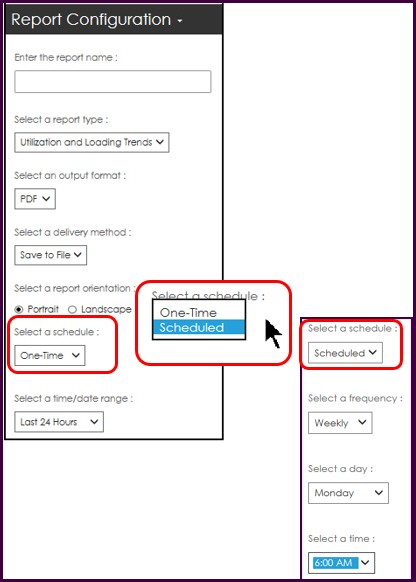 Report Configuration
Enter the report name :
Select a report type :
Utilization and Loading Trends
Select an output format :
PDF
Select a delivery method :
Save to File
Select a report orientation :
Portrait Landscape
Select a schedule :
One-Time
Select a time/date range :
Last 24 Hours
Select a schedule :
One-Time
Scheduled
Select a schedule :
Scheduled
Select a frequency :
Weekly
Select a day :
Monday
Select a time :
6:00 AM